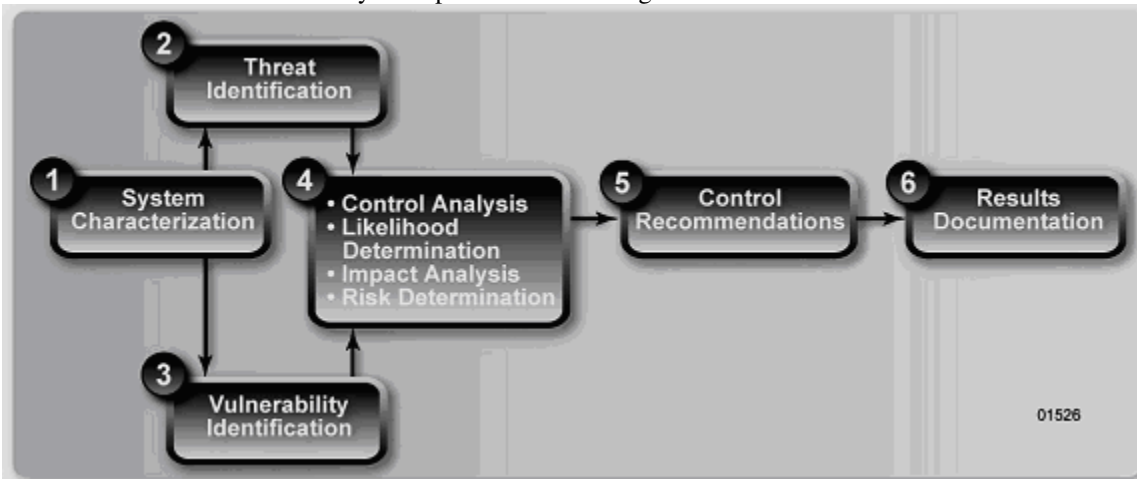 2
Threat
Identification
1
System
Characterization
4
• Control Analysis
• Likelihood
Determination
• Impact Analysis
• Risk Determination
5
Control
Recommendations
6
Results
Documentation
3
Vulnerability
Identification
01526